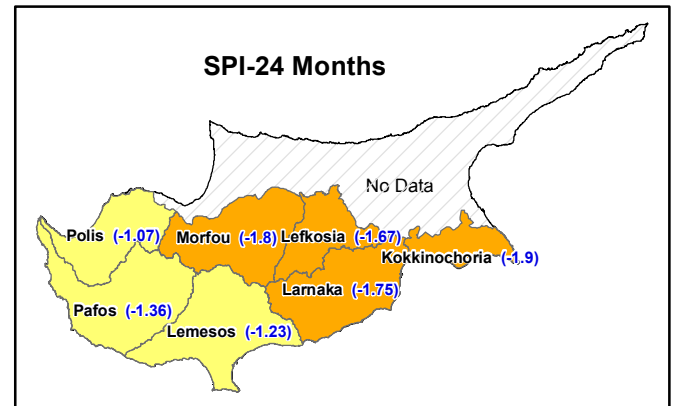 SPI-24 Months
No Data
Polis (-1.07)
Morfou (-1.8)
Lefkosia (-1.67)
Kokkinochoria (-1.9)
Larnaka (-1.75)
Pafos (-1.36)
Lemesos (-1.23)